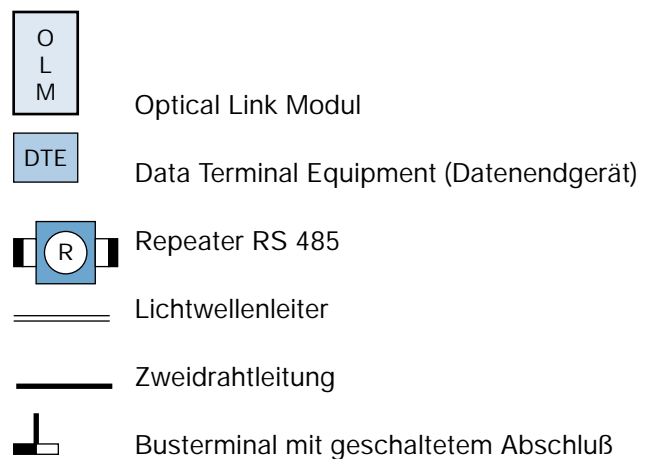 O
L
M
Optical Link Modul
DTE
Data Terminal Equipment (Datenendgerät)
R
Repeater RS 485
Lichtwellenleiter
Zweidrahtleitung
Busterminal mit geschaltetem Abschluß